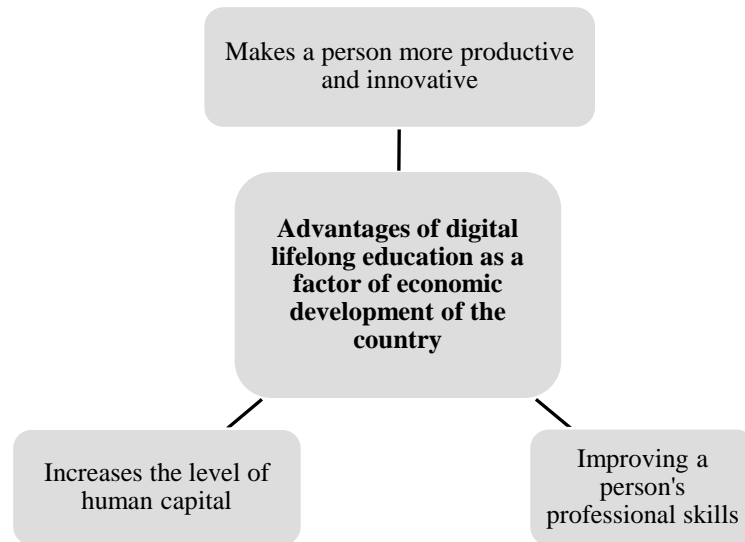 Makes a person more productive
and innovative
Advantages of digital
lifelong education as a
factor of economic
development of the
country
Increases the level of
human capital
Improving a
person's
professional skills